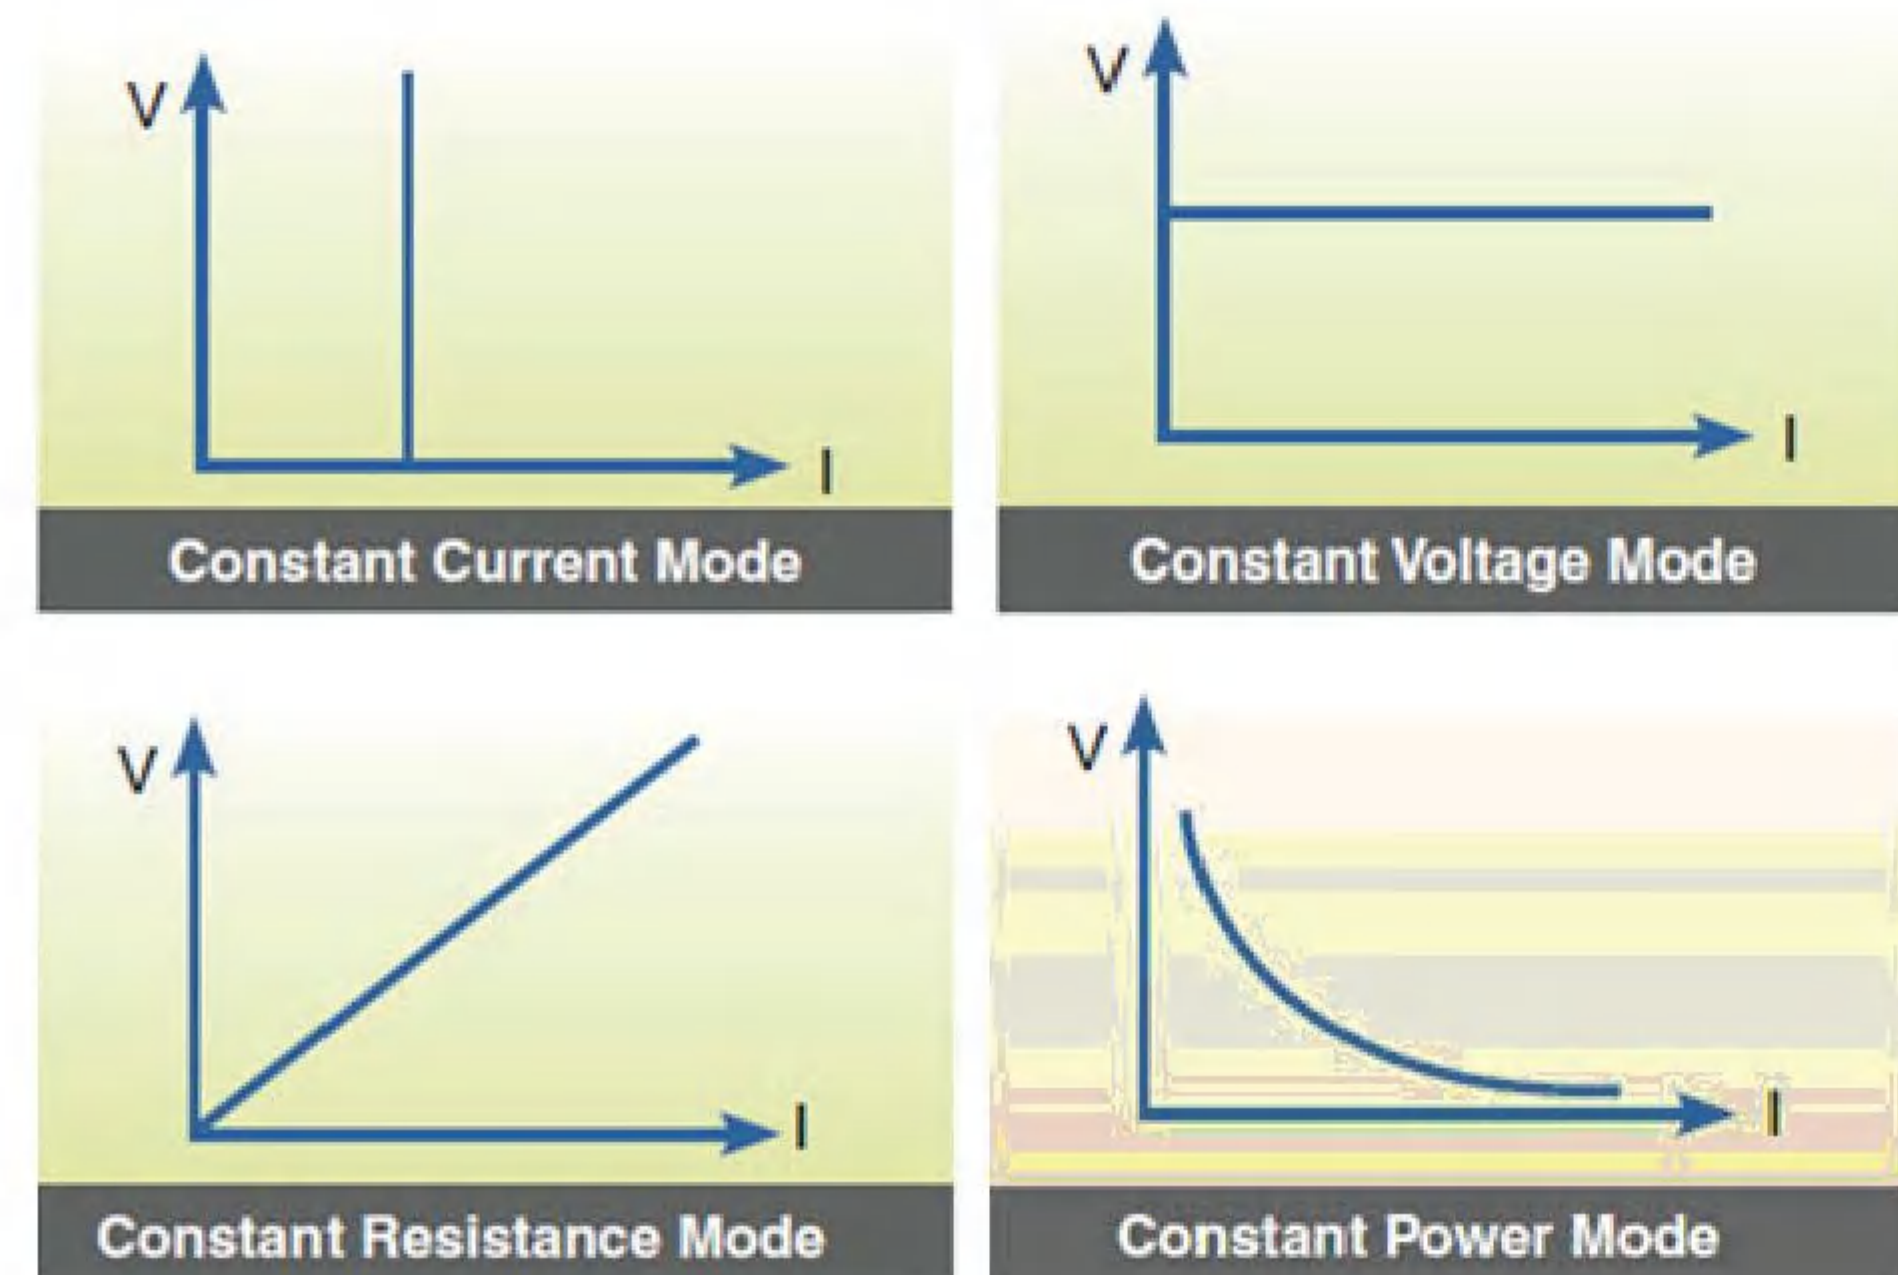 V
I
Constant Current Mode
V
I
Constant Voltage Mode
V
I
Constant Resistance Mode
V
I
Constant Power Mode